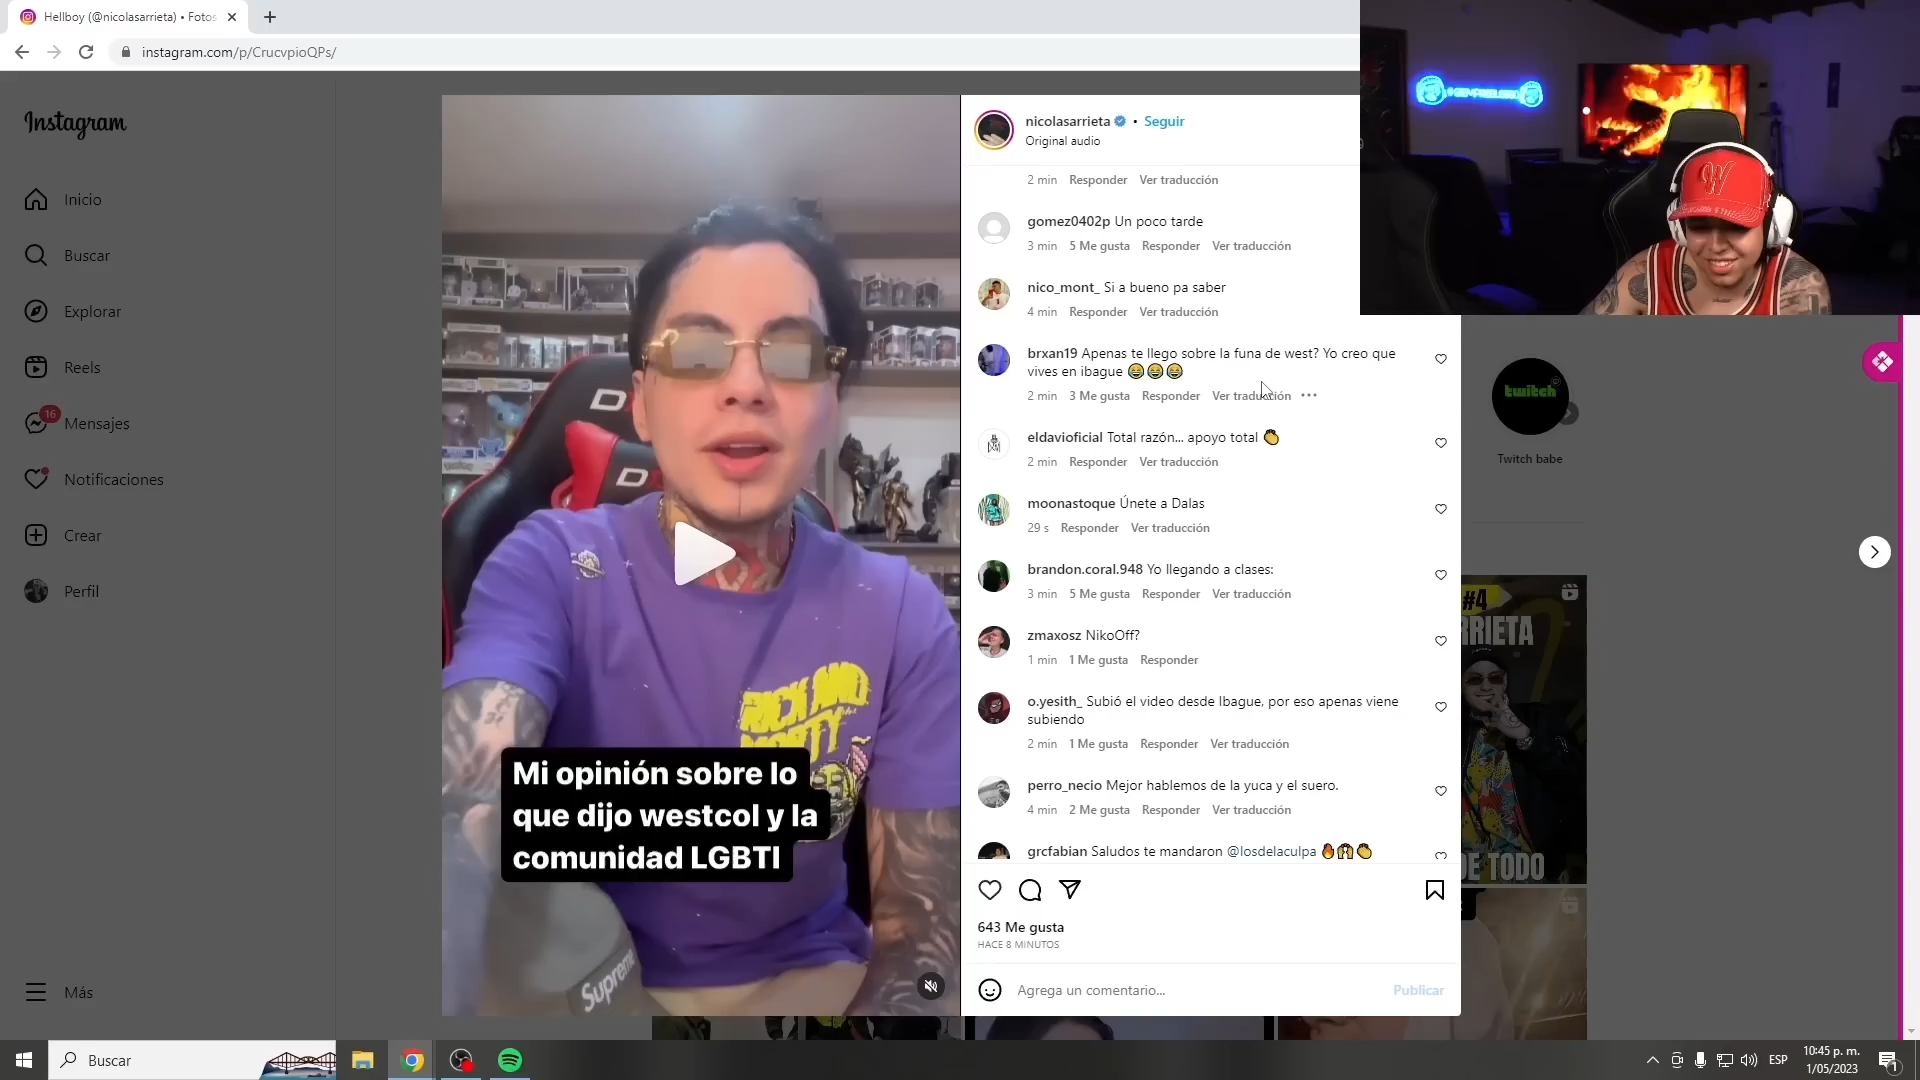 Hellboy (@nicolasarrieta) • Fotos
instagram.com/p/CrucvpioQPs/
Instagram
Inicio
Buscar
Explorar
Reels
16
Mensajes
Notificaciones
Crear
Perfil
Más
RICK AND
MORTY
Supreme
Mi opinión sobre lo
que dijo westcol y la
comunidad LGBTI
nicolasarrieta • Seguir
Original audio
2 min Responder Ver traducción
gomez0402p Un poco tarde
3 min 5 Me gusta Responder Ver traducción
nico_mont_ Si a bueno pa saber
4 min Responder Ver traducción
brxan19 Apenas te llego sobre la funa de west? Yo creo que
vives en ibague 😂😂😂
2 min 3 Me gusta Responder Ver traducción •••
eldavioficial Total razón... apoyo total 👏
2 min Responder Ver traducción
moonastoque Únete a Dalas
29 s Responder Ver traducción
brandon.coral.948 Yo llegando a clases:
3 min 5 Me gusta Responder Ver traducción
zmaxosz NikoOff?
1 min 1 Me gusta Responder
o.yesith_ Subió el video desde Ibague, por eso apenas viene
subiendo
2 min 1 Me gusta Responder Ver traducción
perro_necio Mejor hablemos de la yuca y el suero.
4 min 2 Me gusta Responder Ver traducción
grcfabian Saludos te mandaron @losdelaculpa 🔥🙌👏
643 Me gusta
HACE 8 MINUTOS
Agrega un comentario...
Publicar
W
twitch
Twitch babe
#4
RRIETA
DE TODO
Buscar
ESP
10:45 p. m.
1/05/2023
1